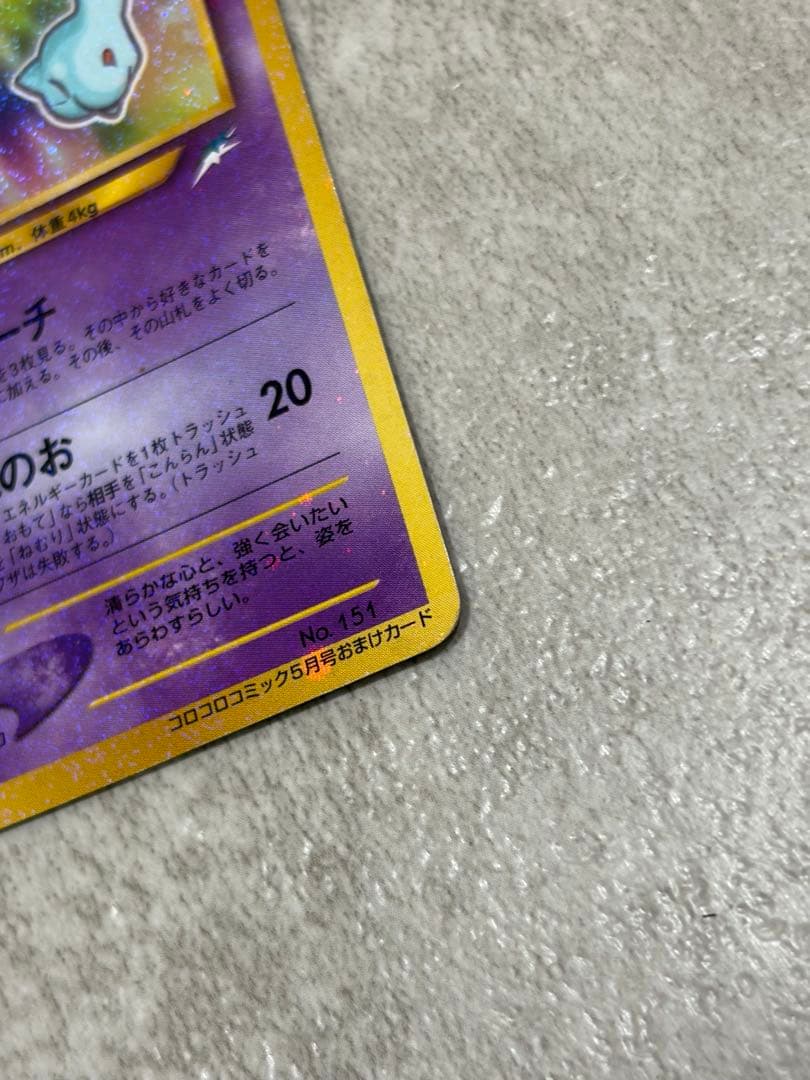 m、体重4kg
ーチ
を3枚見る。その中から好きなカードを
に加える。その後、その山札をよく切る。
のお
20
エネルギーカードを1枚トラッシュ
おもて」なら相手を「こんらん」状態
と「ねむり」状態にする。(トラッシュ
ワザは失敗する。)
清らかな心と、強く会いたい
という気持ちを持つと、姿を
あらわすらしい。
No.151
コロコロコミック5月号おまけカード